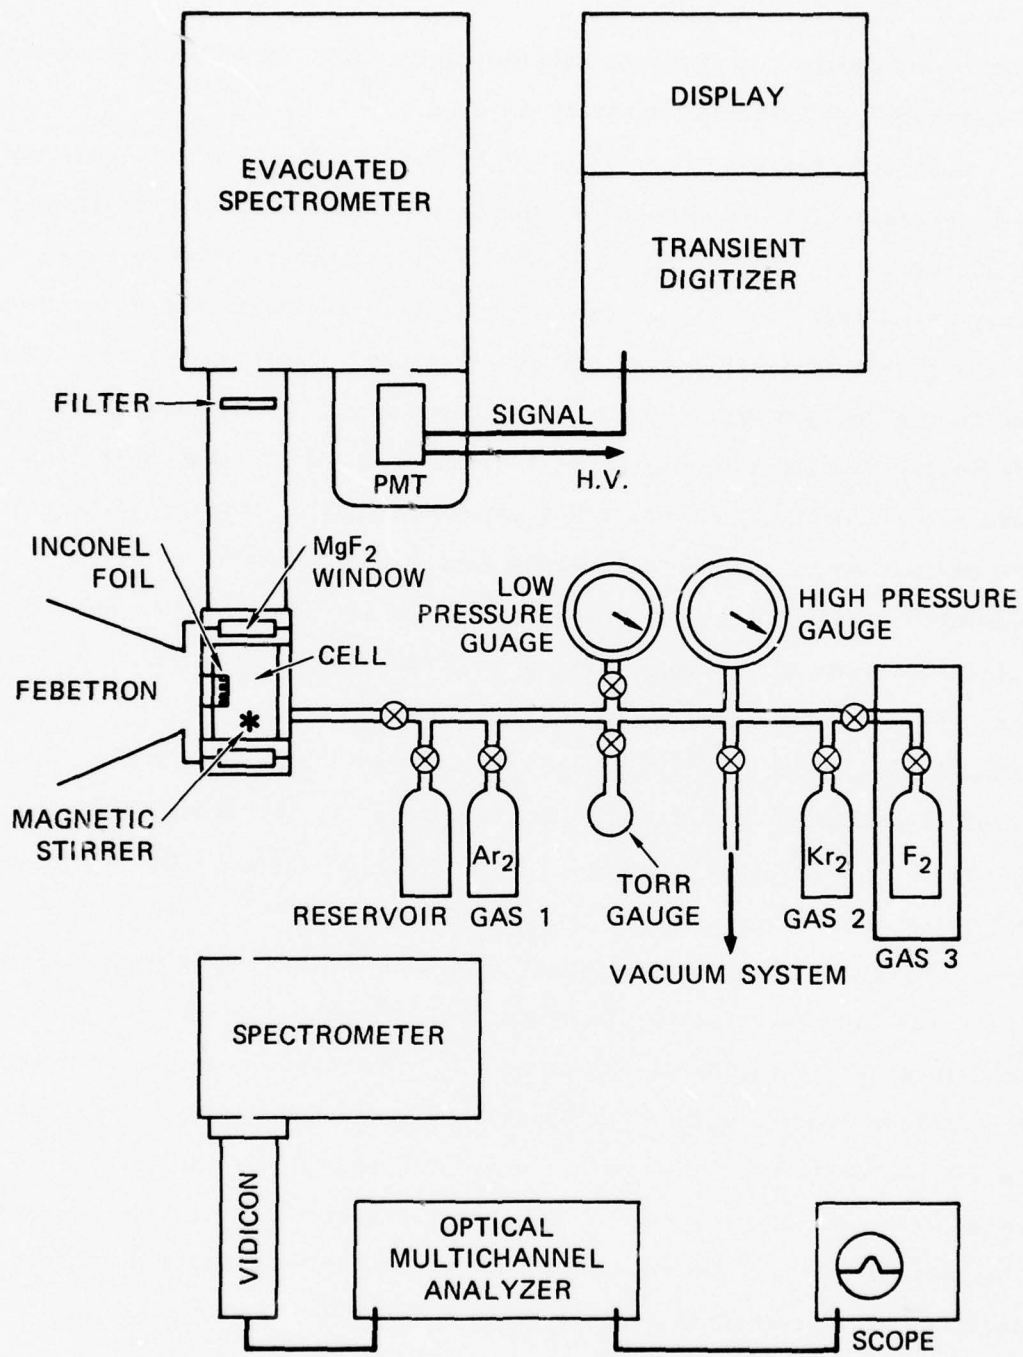 DISPLAY
EVACUATED
SPECTROMETER
TRANSIENT
DIGITIZER
FILTER
SIGNAL
PMT
H.V.
INCONEL
FOIL
MgF2
WINDOW
LOW
PRESSURE
GUAGE
HIGH PRESSURE
GAUGE
CELL
FEBETRON
MAGNETIC
STIRRER
Ar2
Kr2
F2
TORR
GAUGE
RESERVOIR
GAS 1
GAS 2
GAS 3
VACUUM SYSTEM
SPECTROMETER
VIDICON
OPTICAL
MULTICHANNEL
ANALYZER
SCOPE